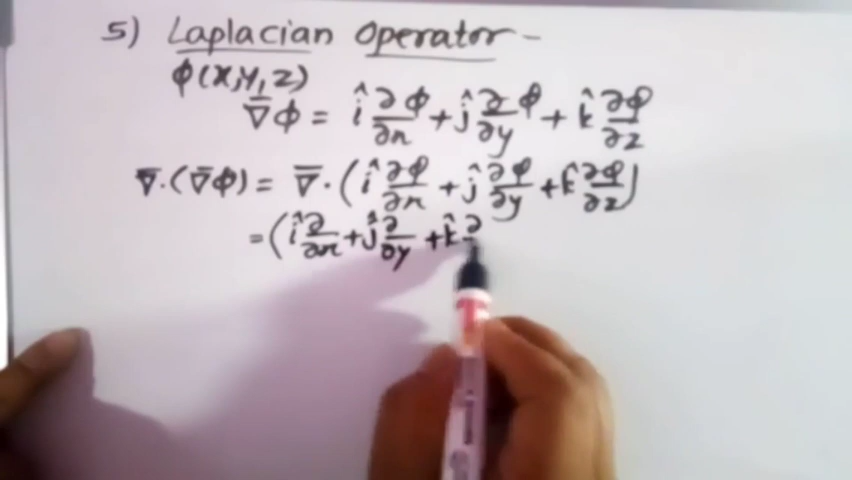 5) Laplacian Operator -
φ(x,y,z)
∇̄φ = î ∂φ/∂x + ĵ ∂φ/∂y + k̂ ∂φ/∂z
∇̄·(∇̄φ) = ∇̄·(î ∂φ/∂x + ĵ ∂φ/∂y + k̂ ∂φ/∂z)
= (î ∂/∂x + ĵ ∂/∂y + k̂ ∂